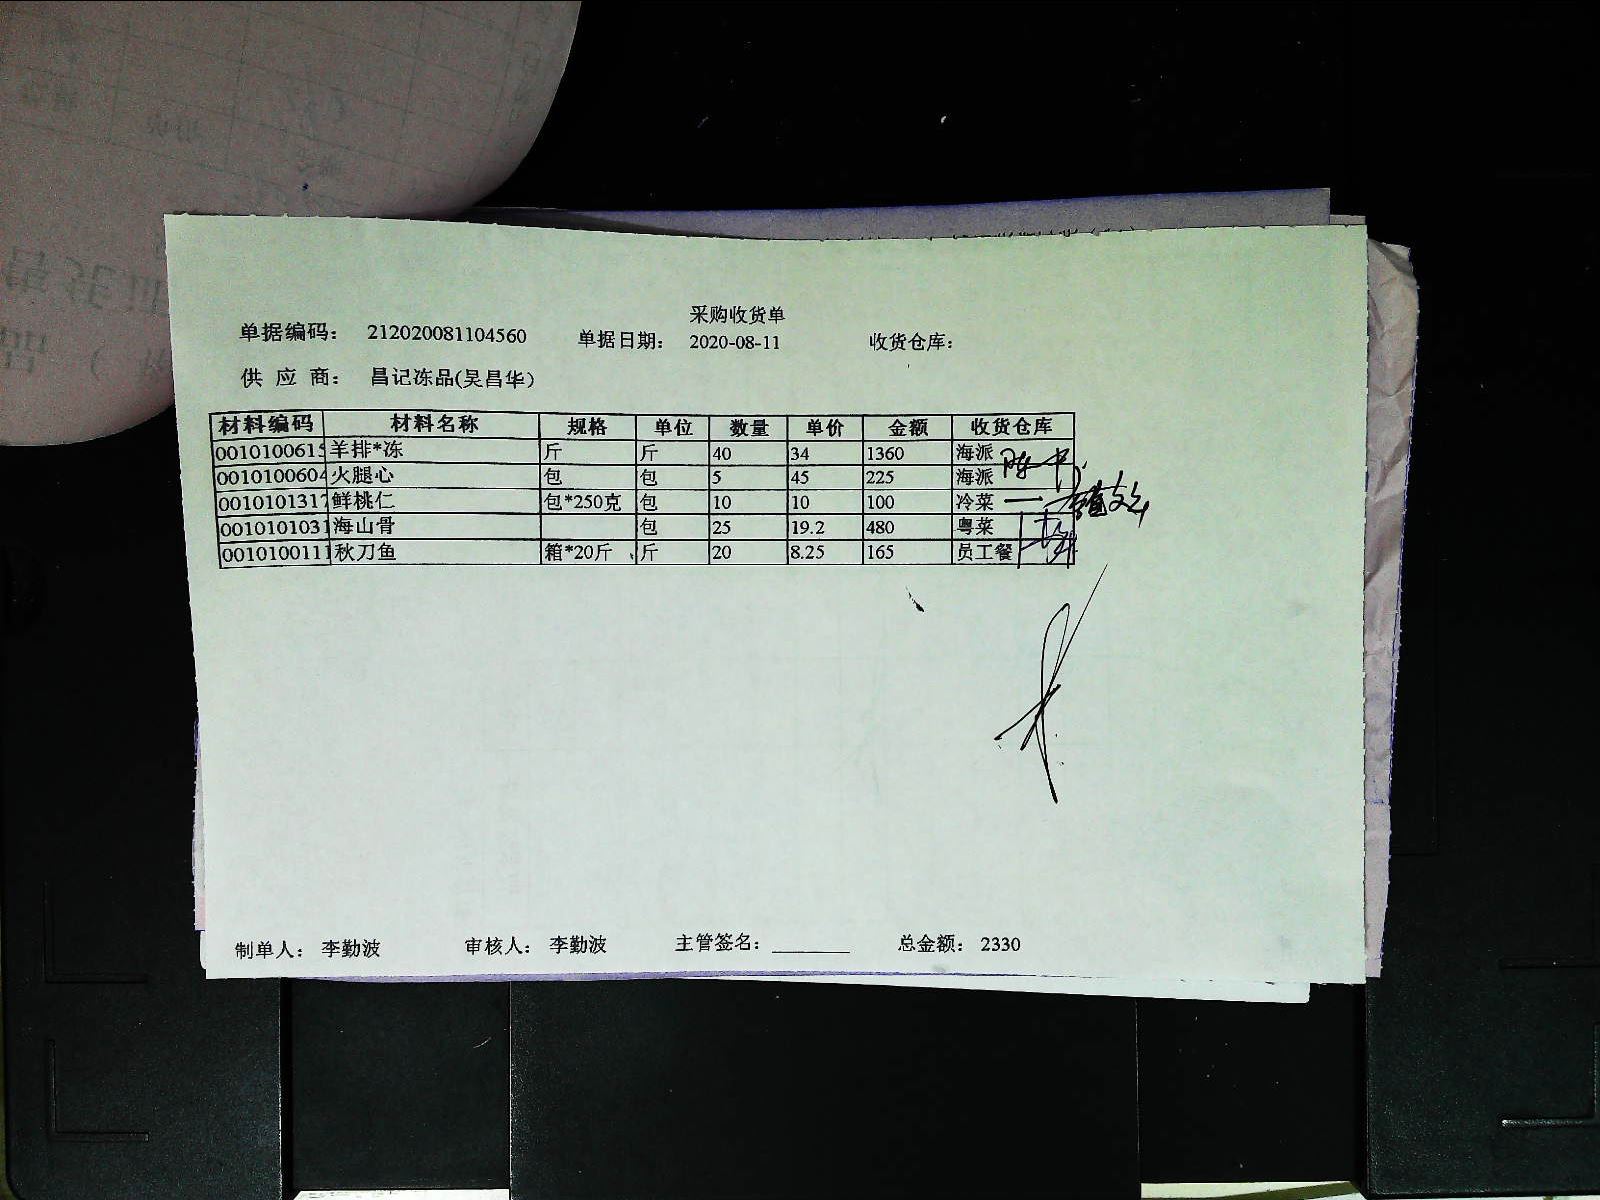 采购收货单
单据编码： 212020081104560 单据日期： 2020-08-11 收货仓库：
供 应 商： 昌记冻品(吴昌华)
材料编码 材料名称 规格 单位 数量 单价 金额 收货仓库
0010100615 羊排*冻 斤 斤 40 34 1360 海派
0010100604 火腿心 包 包 5 45 225 海派
0010101317 鲜桃仁 包*250克 包 10 10 100 冷菜
0010101031 海山骨 包 25 19.2 480 粤菜
0010100111 秋刀鱼 箱*20斤 斤 20 8.25 165 员工餐
制单人： 李勤波 审核人： 李勤波 主管签名： 总金额： 2330